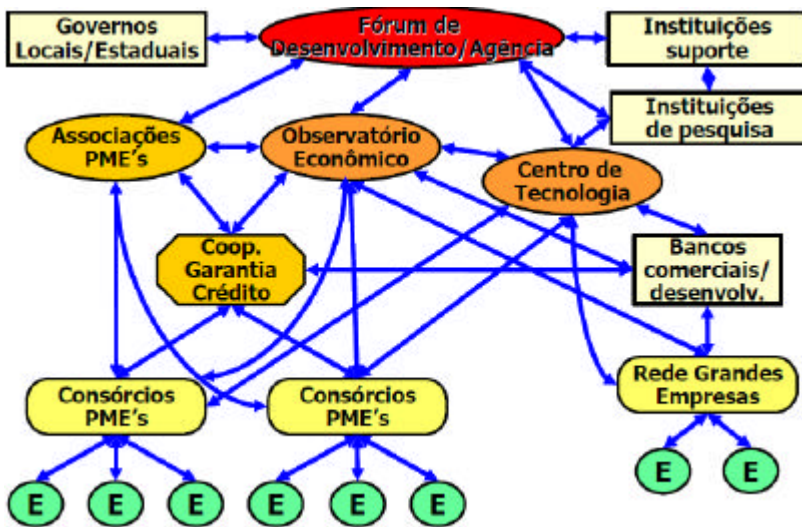 Governos
Locais/Estaduais
Fórum de
Desenvolvimento/Agência
Instituições
suporte
Instituições
de pesquisa
Associações
PME´s
Observatório
Econômico
Centro de
Tecnologia
Coop.
Garantia
Crédito
Bancos
comerciais/
desenvolv.
Consórcios
PME’s
Consórcios
PME’s
Rede Grandes
Empresas
E
E
E
E
E
E
E
E